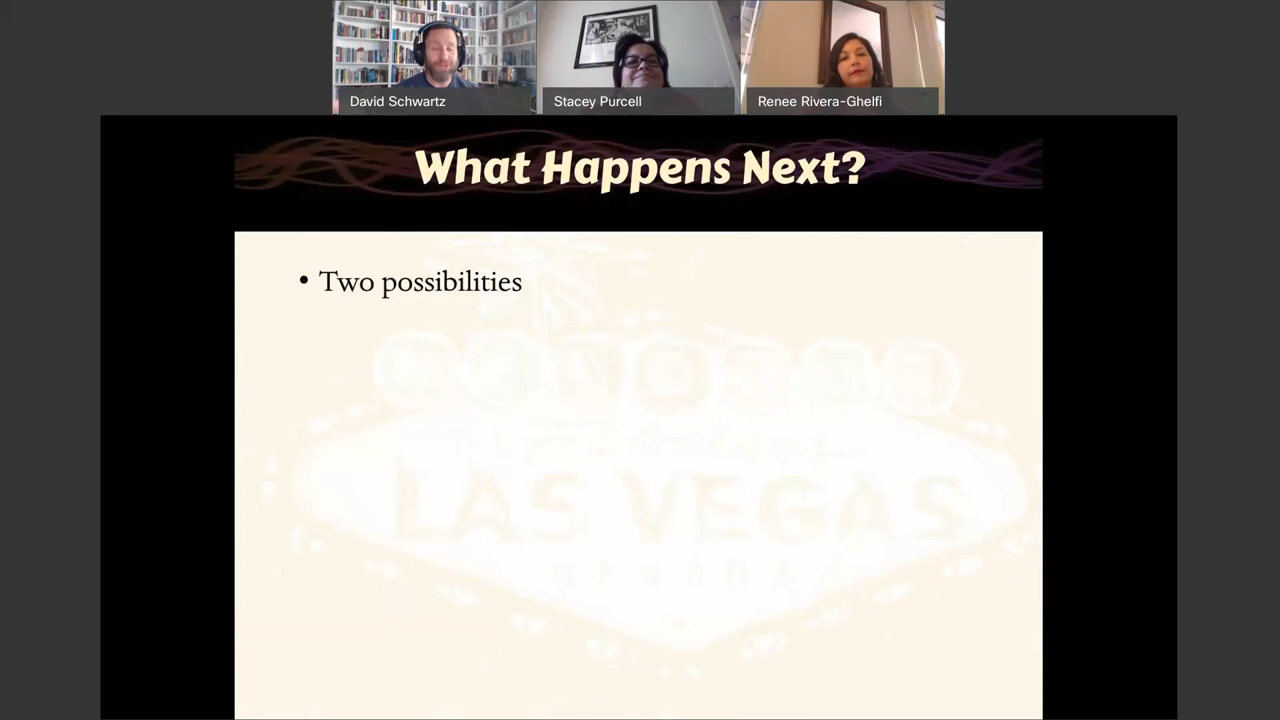 David Schwartz
Stacey Purcell
Renee Rivera-Ghelfi
What Happens Next?
• Two possibilities
LAS VEGAS